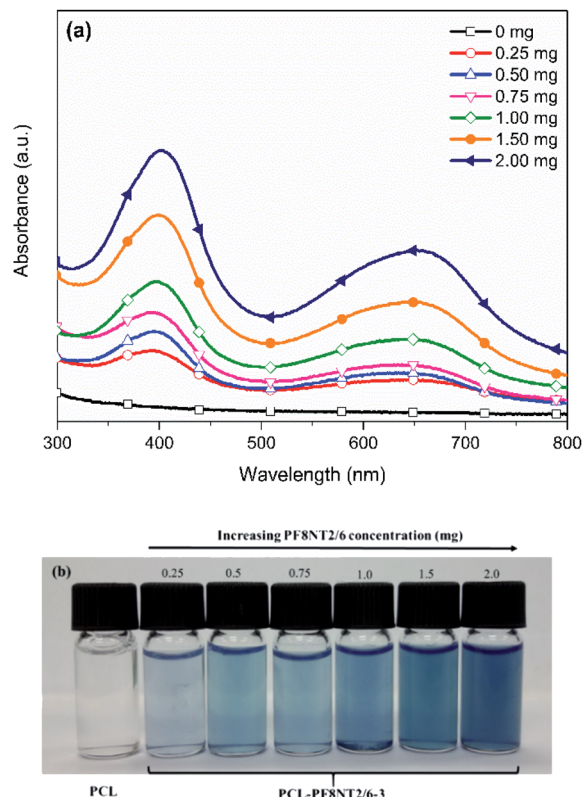 (a)
0 mg
0.25 mg
0.50 mg
0.75 mg
1.00 mg
1.50 mg
2.00 mg
Absorbance (a.u.)
300 400 500 600 700 800
Wavelength (nm)
Increasing PF8NT2/6 concentration (mg)
(b) 0.25 0.5 0.75 1.0 1.5 2.0
PCL PCL-PF8NT2/6-3